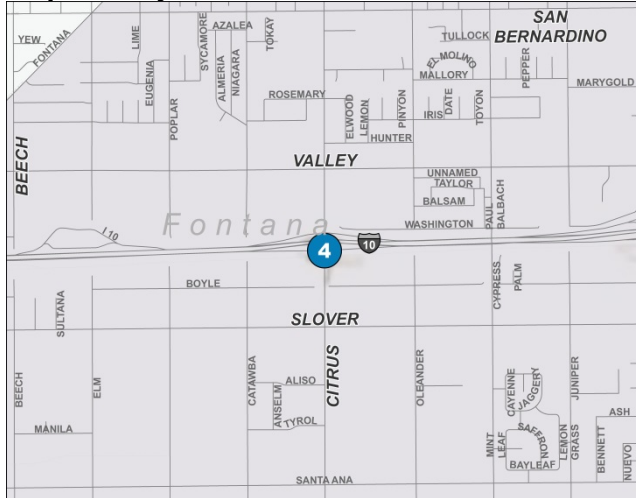 SAN
BERNARDINO
YEW
FONTANA
LIME
EUGENIA
POPLAR
SYCAMORE
AZALEA
ALMERIA
NIAGARA
TOKAY
TULLOCK
EL MOLINO
MALLORY
PEPPER
MARYGOLD
ROSEMARY
ELWOOD
LEMON
PINYON
IRIS
DATE
TOYON
HUNTER
BEECH
VALLEY
UNNAMED
TAYLOR
BALSAM
PAUL
BALBACH
WASHINGTON
Fontana
I 10
4
10
BOYLE
CYPRESS
PALM
SULTANA
SLOVER
BEECH
ELM
CATAWBA
ALISO
ANSELM
TYROL
CITRUS
OLEANDER
CAYENNE
JAGGERY
JUNIPER
MANILA
MINT
LEAF
SAFFRON
BAYLEAF
LEMON
GRASS
ASH
BENNETT
NUEVO
SANTA ANA